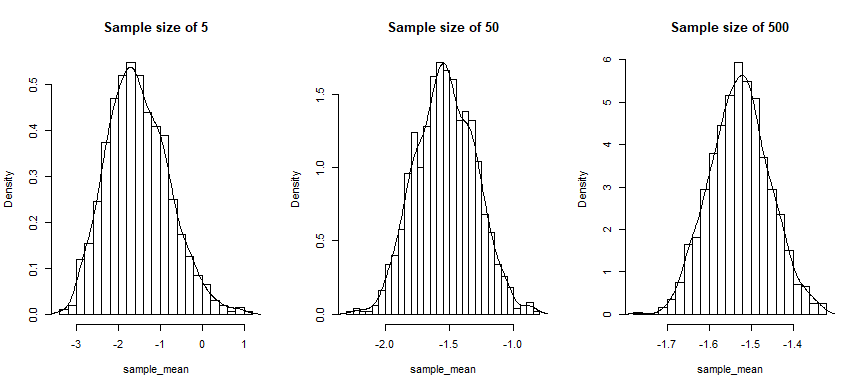 Sample size of 5
Density
0.0 0.1 0.2 0.3 0.4 0.5
-3 -2 -1 0 1
sample_mean
Sample size of 50
Density
0.0 0.5 1.0 1.5
-2.0 -1.5 -1.0
sample_mean
Sample size of 500
Density
0 1 2 3 4 5 6
-1.7 -1.6 -1.5 -1.4
sample_mean